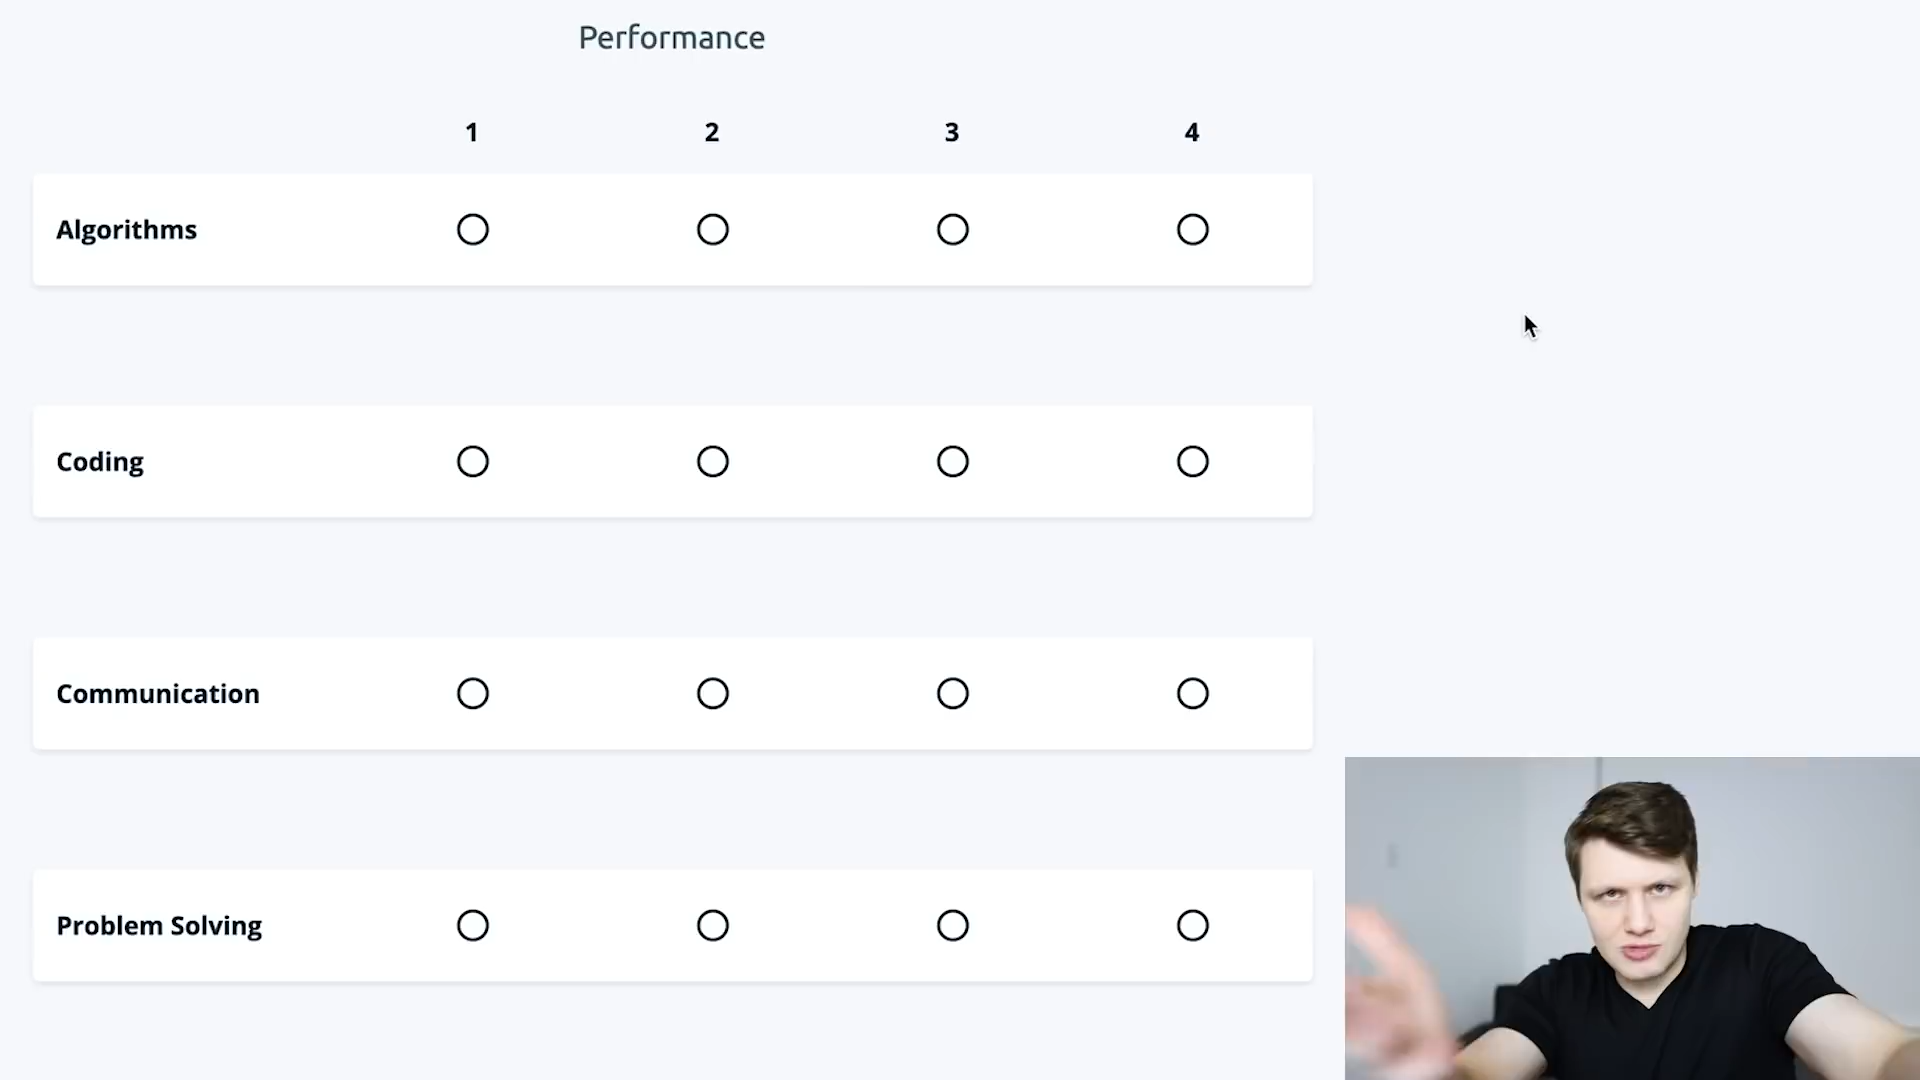 Performance
1 2 3 4
Algorithms
Coding
Communication
Problem Solving